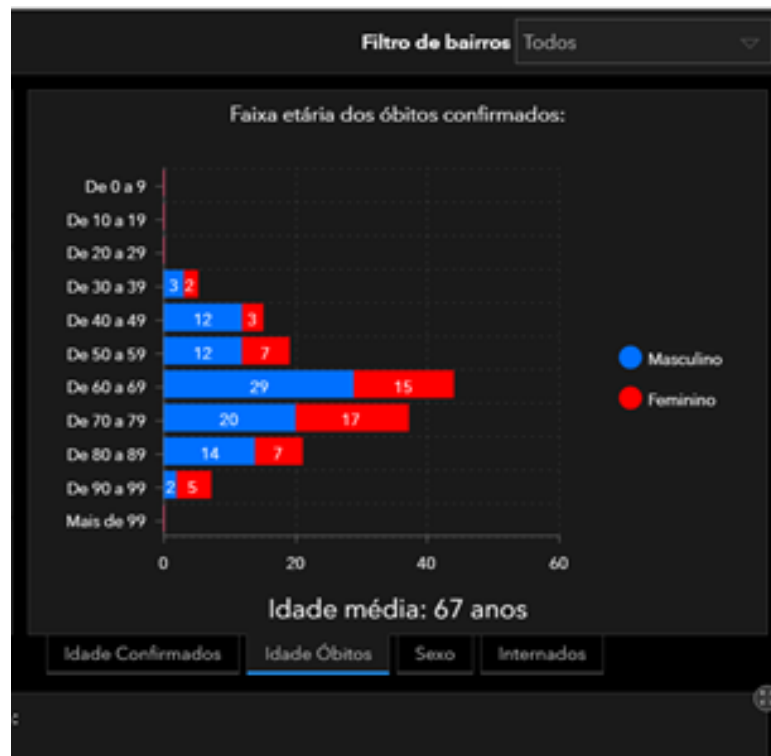 Filtro de bairros Todos
Faixa etária dos óbitos confirmados:
De 0 a 9
De 10 a 19
De 20 a 29
De 30 a 39 3 2
De 40 a 49 12 3
De 50 a 59 12 7
De 60 a 69 29 15
De 70 a 79 20 17
De 80 a 89 14 7
De 90 a 99 2 5
Mais de 99
0 20 40 60
Masculino
Feminino
Idade média: 67 anos
Idade Confirmados Idade Óbitos Sexo Internados